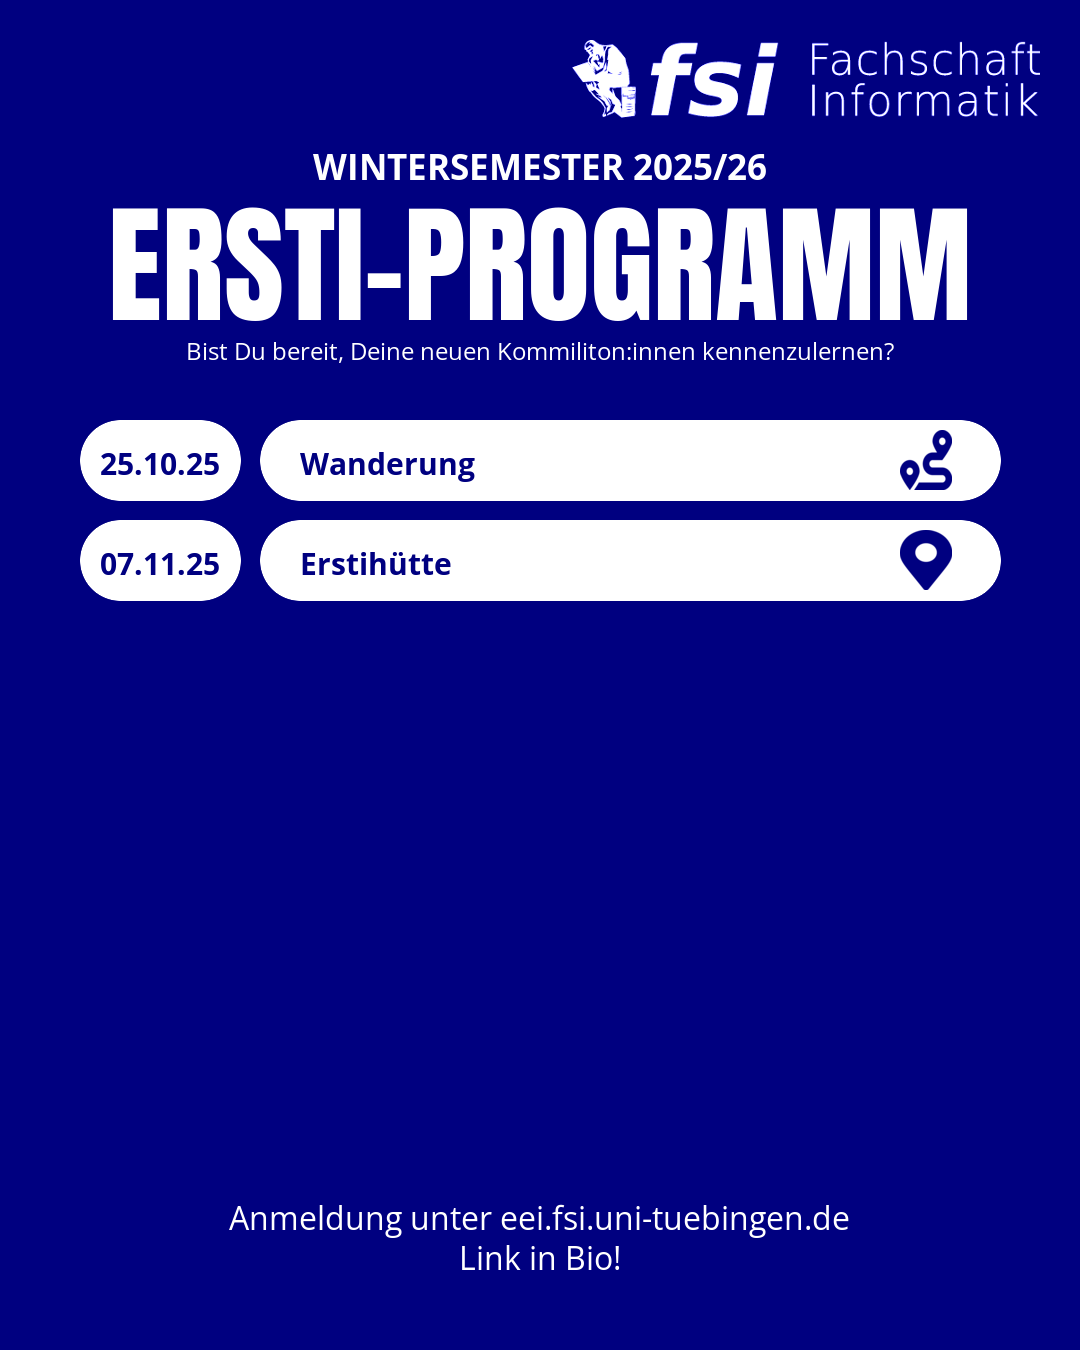 fsi Fachschaft
Informatik
WINTERSEMESTER 2025/26
ERSTI-PROGRAMM
Bist Du bereit, Deine neuen Kommiliton:innen kennenzulernen?
25.10.25 Wanderung
07.11.25 Erstihütte
Anmeldung unter eei.fsi.uni-tuebingen.de
Link in Bio!